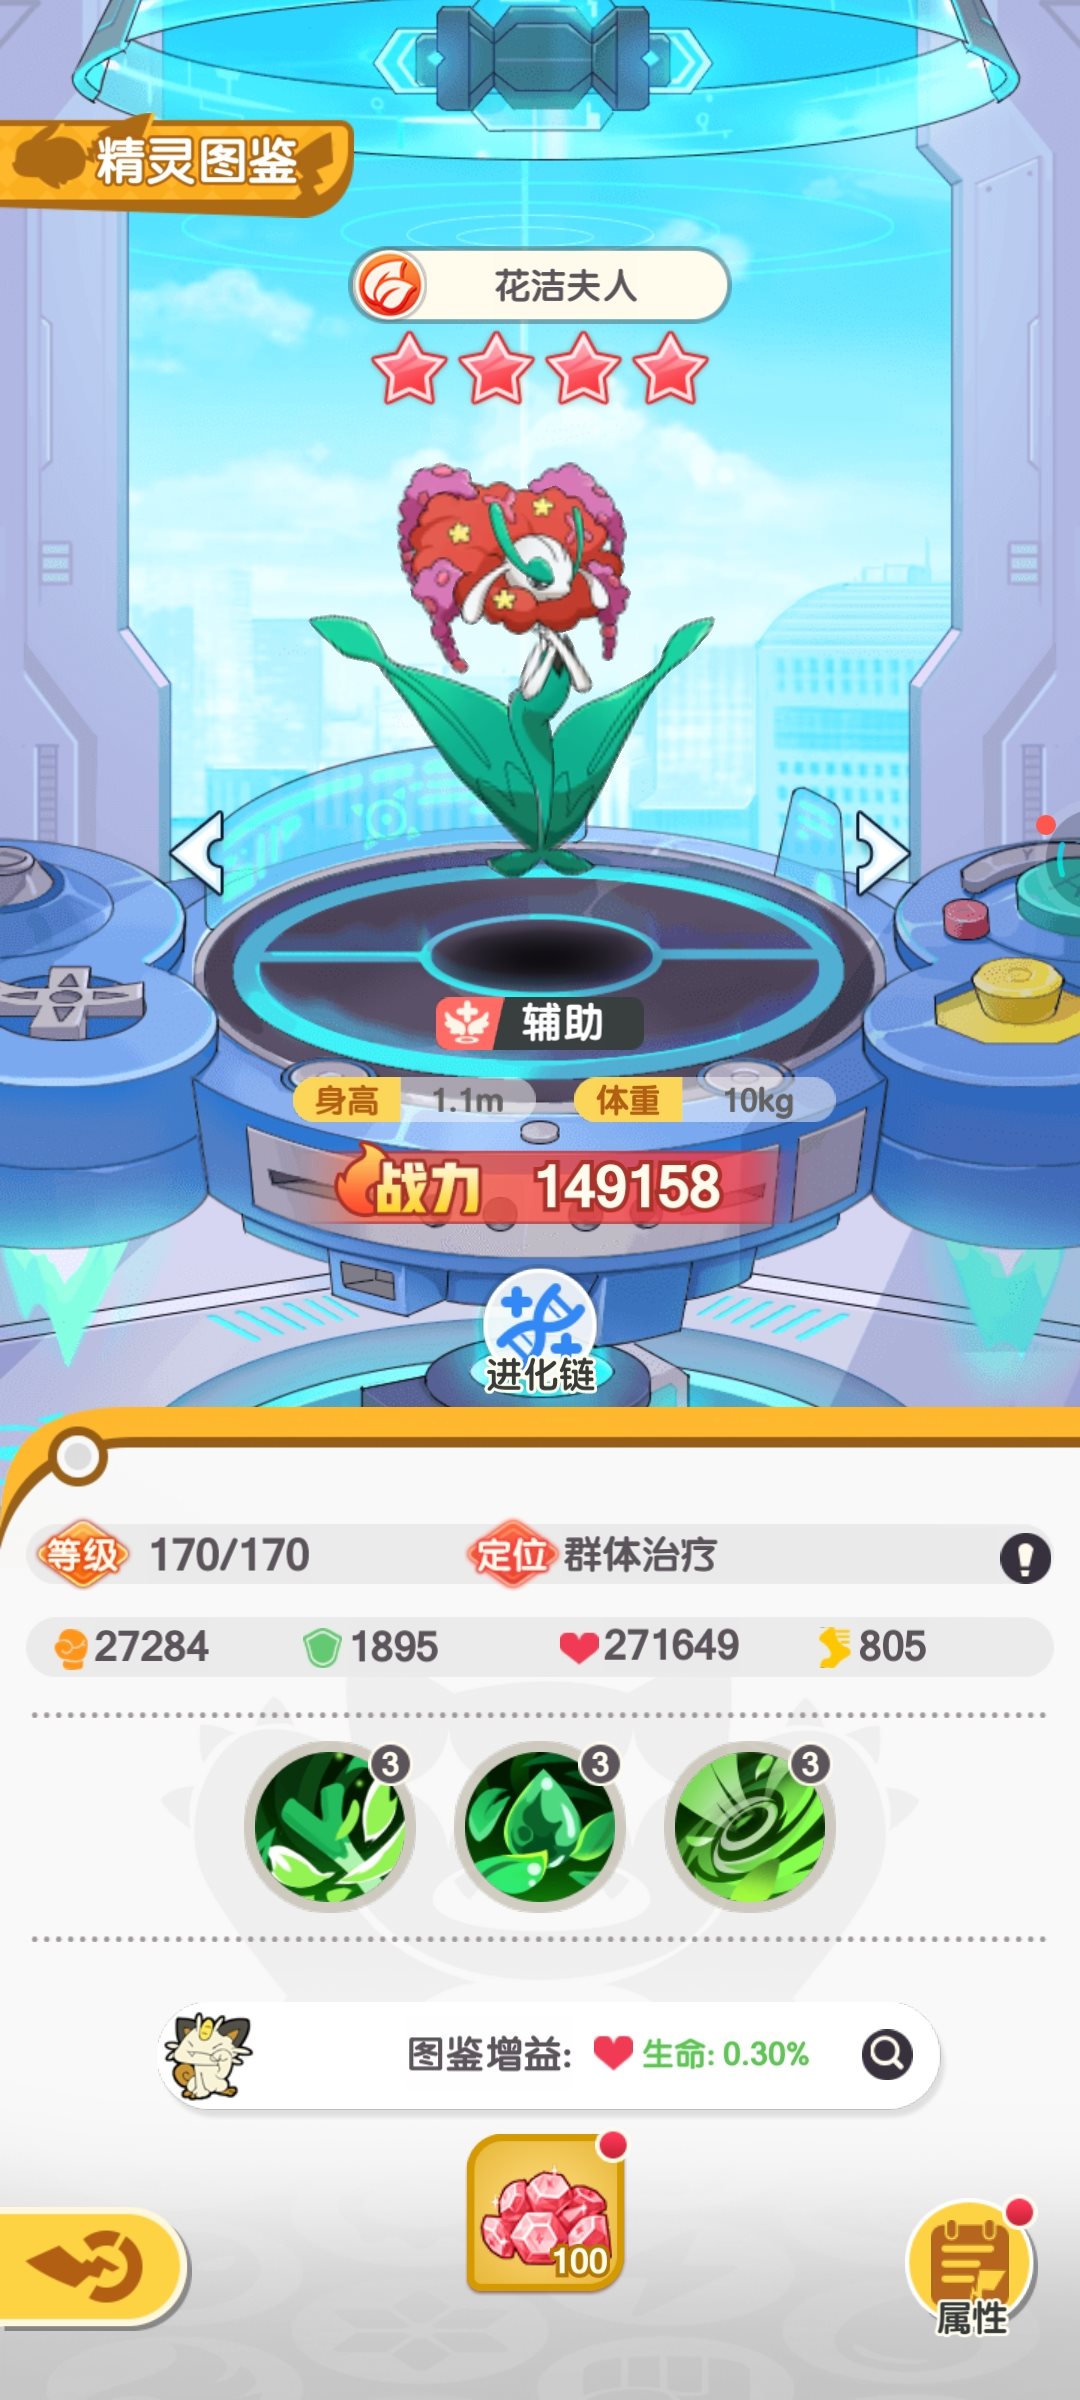 精灵图鉴
花洁夫人
辅助
身高 1.1m 体重 10kg
战力 149158
进化链
等级 170/170 定位 群体治疗
27284 1895 271649 805
3 3 3
图鉴增益: 生命: 0.30%
100
属性